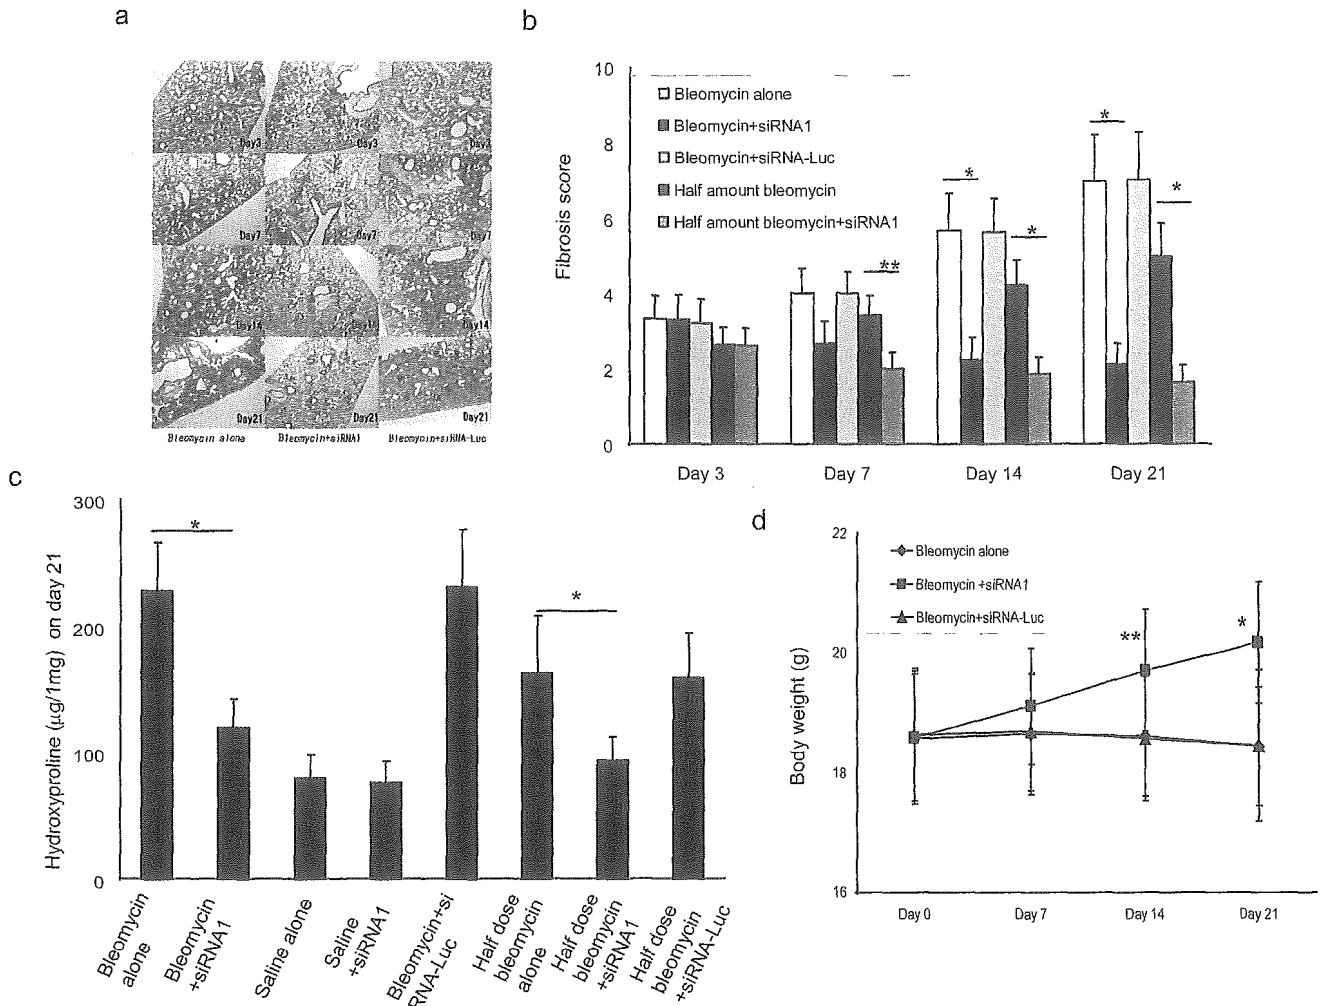 a
Day3
Day3
Day3
Day7
Day7
Day7
Day14
Day14
Day14
Day21
Day21
Day21
Bleomycin alone
Bleomycin+siRNA1
Bleomycin+siRNA-Luc
b
Fibrosis score
10
8
6
4
2
0
Bleomycin alone
Bleomycin+siRNA1
Bleomycin+siRNA-Luc
Half amount bleomycin
Half amount bleomycin+siRNA1
**
*
*
*
*
Day 3
Day 7
Day 14
Day 21
c
Hydroxyproline (μg/1mg) on day 21
300
200
100
0
*
*
Bleomycin
alone
Bleomycin
+siRNA1
Saline alone
Saline
+siRNA1
Bleomycin+si
RNA-Luc
Half dose
bleomycin
alone
Half dose
bleomycin
+siRNA1
Half dose
bleomycin
+siRNA-Luc
d
Body weight (g)
22
20
18
16
Bleomycin alone
Bleomycin +siRNA1
Bleomycin+siRNA-Luc
**
*
Day 0
Day 7
Day 14
Day 21